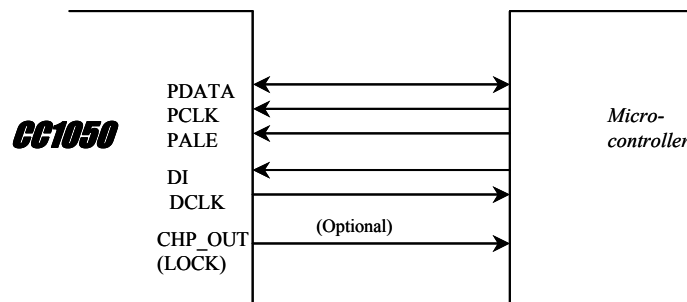 PDATA
PCLK
CC1050
PALE
Micro-
controller
DI
DCLK
(Optional)
CHP_OUT
(LOCK)